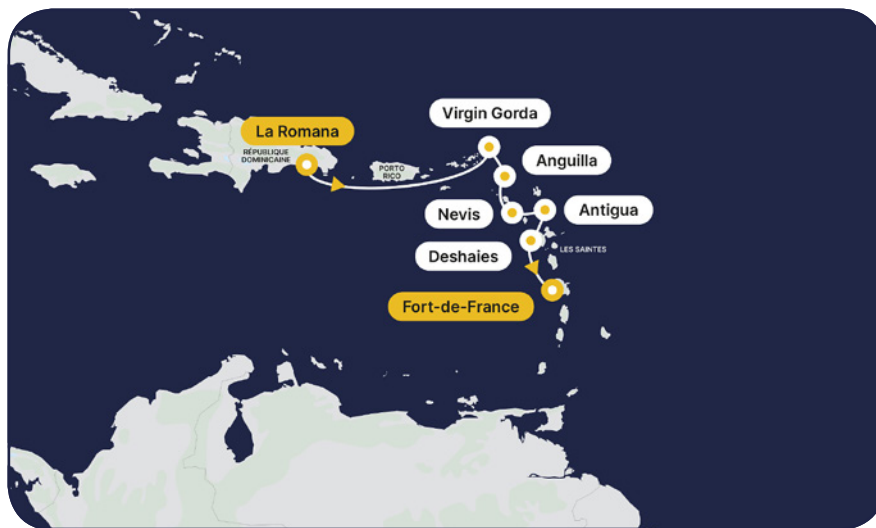 Virgin Gorda
La Romana
RÉPUBLIQUE
DOMINICAINE
PORTO
RICO
Anguilla
Nevis
Antigua
Deshaies
LES SAINTES
Fort-de-France